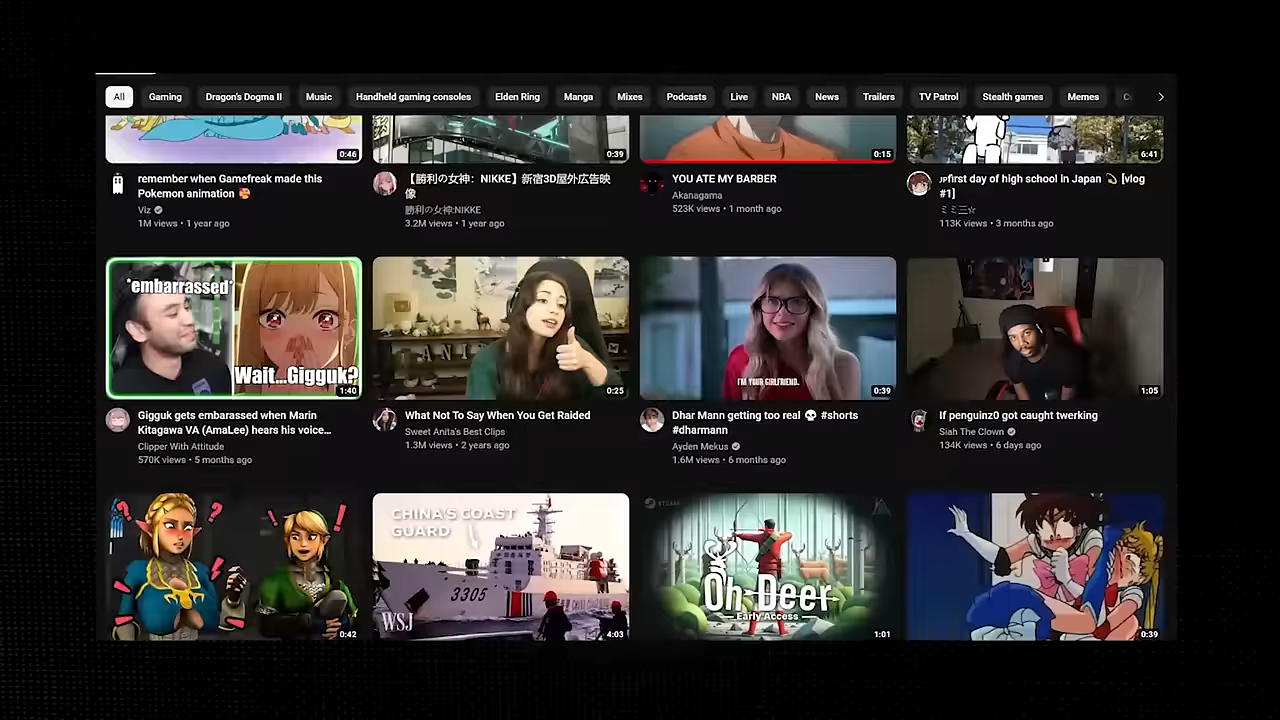 All
Gaming
Dragon's Dogma II
Music
Handheld gaming consoles
Elden Ring
Manga
Mixes
Podcasts
Live
NBA
News
Trailers
TV Patrol
Stealth games
Memes
0:46
0:39
0:15
6:41
remember when Gamefreak made this
Pokemon animation 🥰
Viz
1M views • 1 year ago
【勝利の女神：NIKKE】新宿3D屋外広告映
像
勝利の女神:NIKKE
3.2M views • 1 year ago
YOU ATE MY BARBER
Akanagama
523K views • 1 month ago
first day of high school in Japan 💫 [vlog
#1]
ミミ三☆
113K views • 3 months ago
*embarrassed*
Wait...Gigguk?
1:40
0:25
I'M YOUR GIRLFRIEND.
0:39
1:05
Gigguk gets embarassed when Marin
Kitagawa VA (AmaLee) hears his voice...
Clipper With Attitude
570K views • 5 months ago
What Not To Say When You Get Raided
Sweet Anita's Best Clips
1.3M views • 2 years ago
Dhar Mann getting too real 💀 #shorts
#dharmann
Ayden Mekus
1.6M views • 6 months ago
If penguinz0 got caught twerking
Siah The Clown
134K views • 6 days ago
0:42
CHINA'S COAST
GUARD
3305
WSJ
4:03
STEAM
Oh Deer
Early Access
1:01
0:39